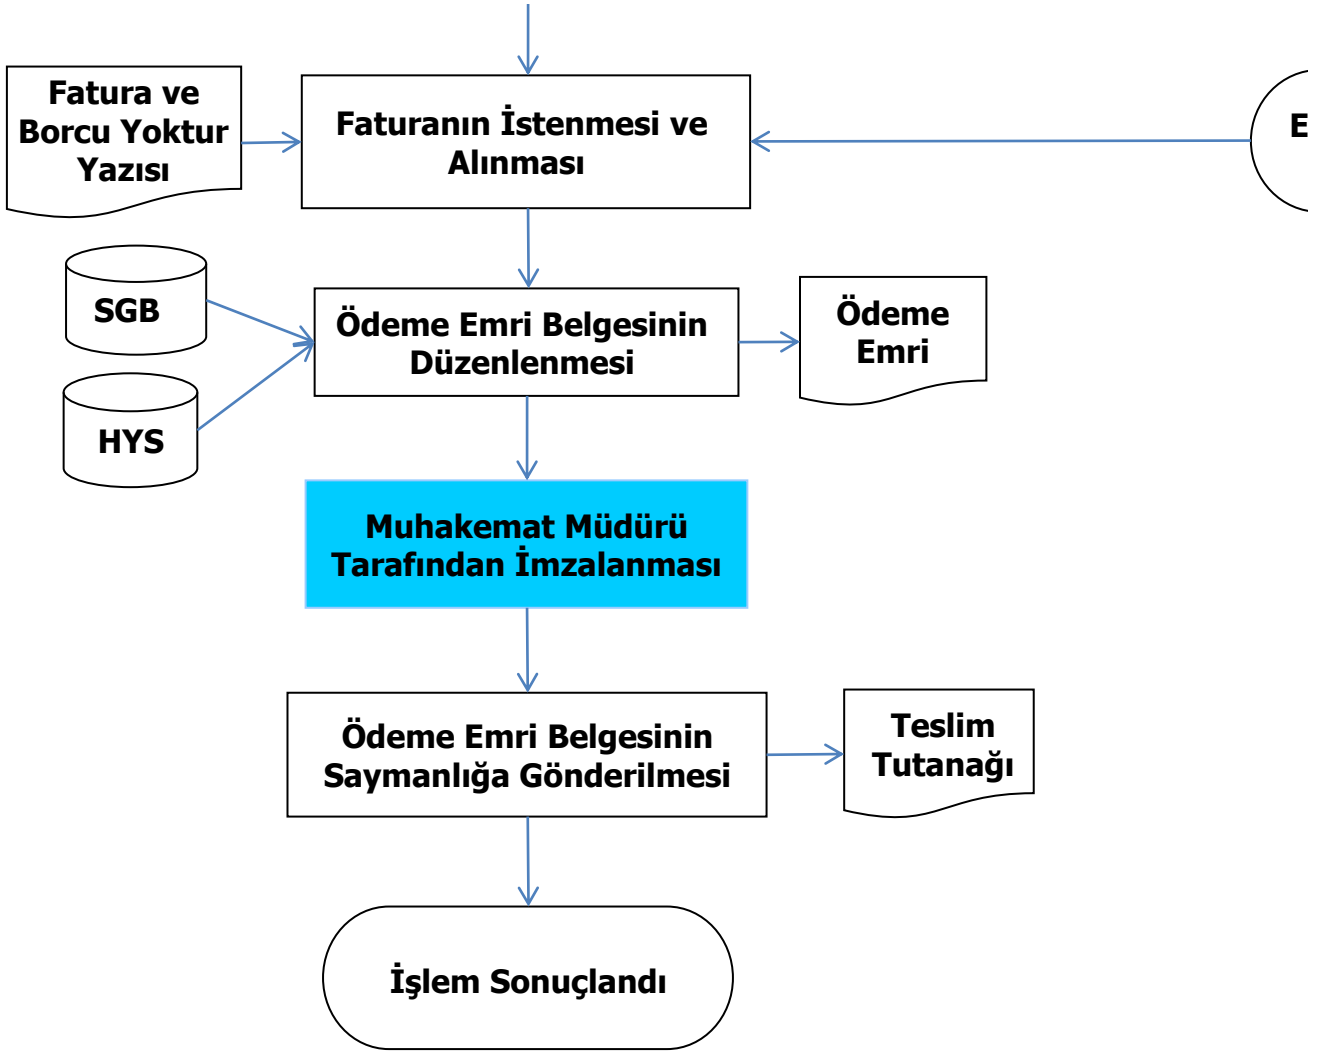 Fatura ve
Borcu Yoktur
Yazısı
Faturanın İstenmesi ve
Alınması
E
SGB
HYS
Ödeme Emri Belgesinin
Düzenlenmesi
Ödeme
Emri
Muhakemat Müdürü
Tarafından İmzalanması
Ödeme Emri Belgesinin
Saymanlığa Gönderilmesi
Teslim
Tutanağı
İşlem Sonuçlandı